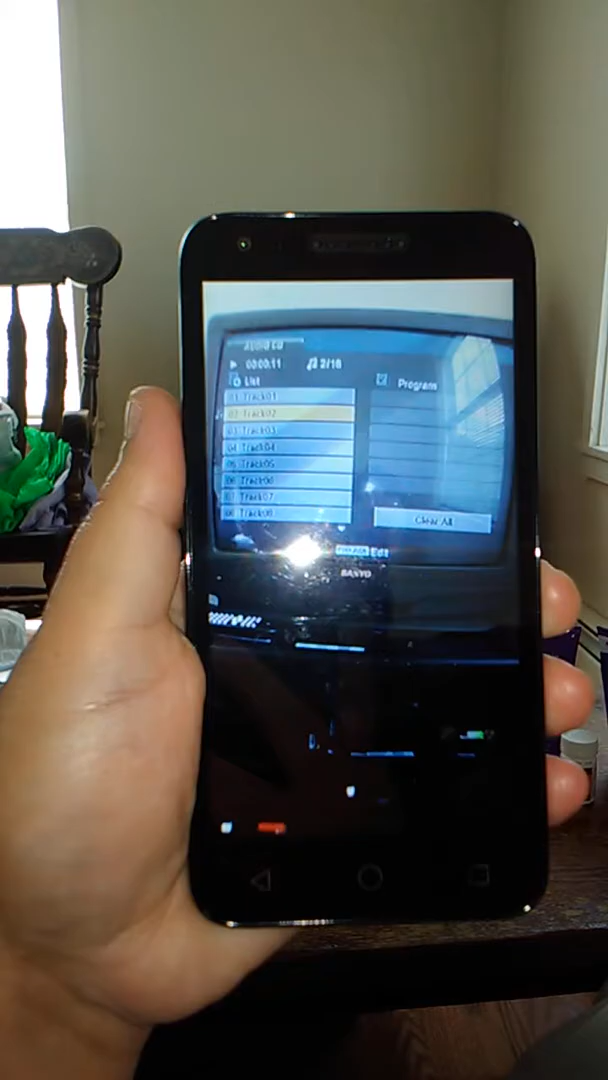 Audio CD
00:00:11 2/16
List
Program
01 Track01
02 Track02
03 Track03
04 Track04
05 Track05
06 Track06
07 Track07
08 Track08
Clear All
Edit
SANYO